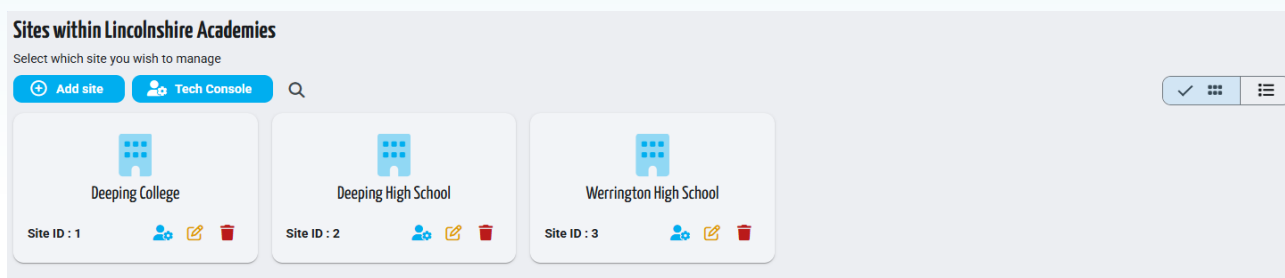 Sites within Lincolnshire Academies
Select which site you wish to manage
Add site
Tech Console
Deeping College
Site ID : 1
Deeping High School
Site ID : 2
Werrington High School
Site ID : 3